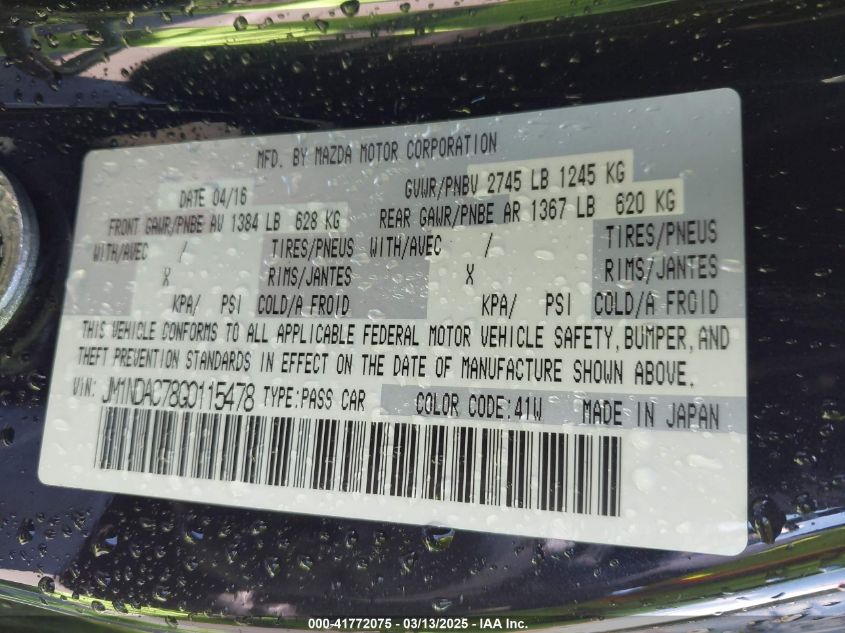 MFD. BY MAZDA MOTOR CORPORATION
DATE 04/16 GVWR/PNBV 2745 LB 1245 KG
FRONT GAWR/PNBE AV 1384 LB 628 KG REAR GAWR/PNBE AR 1367 LB 620 KG
WITH/AVEC / TIRES/PNEUS WITH/AVEC / TIRES/PNEUS
X RIMS/JANTES X RIMS/JANTES
KPA/ PSI COLD/A FROID KPA/ PSI COLD/A FROID
THIS VEHICLE CONFORMS TO ALL APPLICABLE FEDERAL MOTOR VEHICLE SAFETY, BUMPER, AND
THEFT PREVENTION STANDARDS IN EFFECT ON THE DATE OF MANUFACTURE SHOWN ABOVE.
VIN: JM1NDAC78G0115478 TYPE:PASS CAR COLOR CODE:41W MADE IN JAPAN
000-41772075 - 03/13/2025 - IAA Inc.